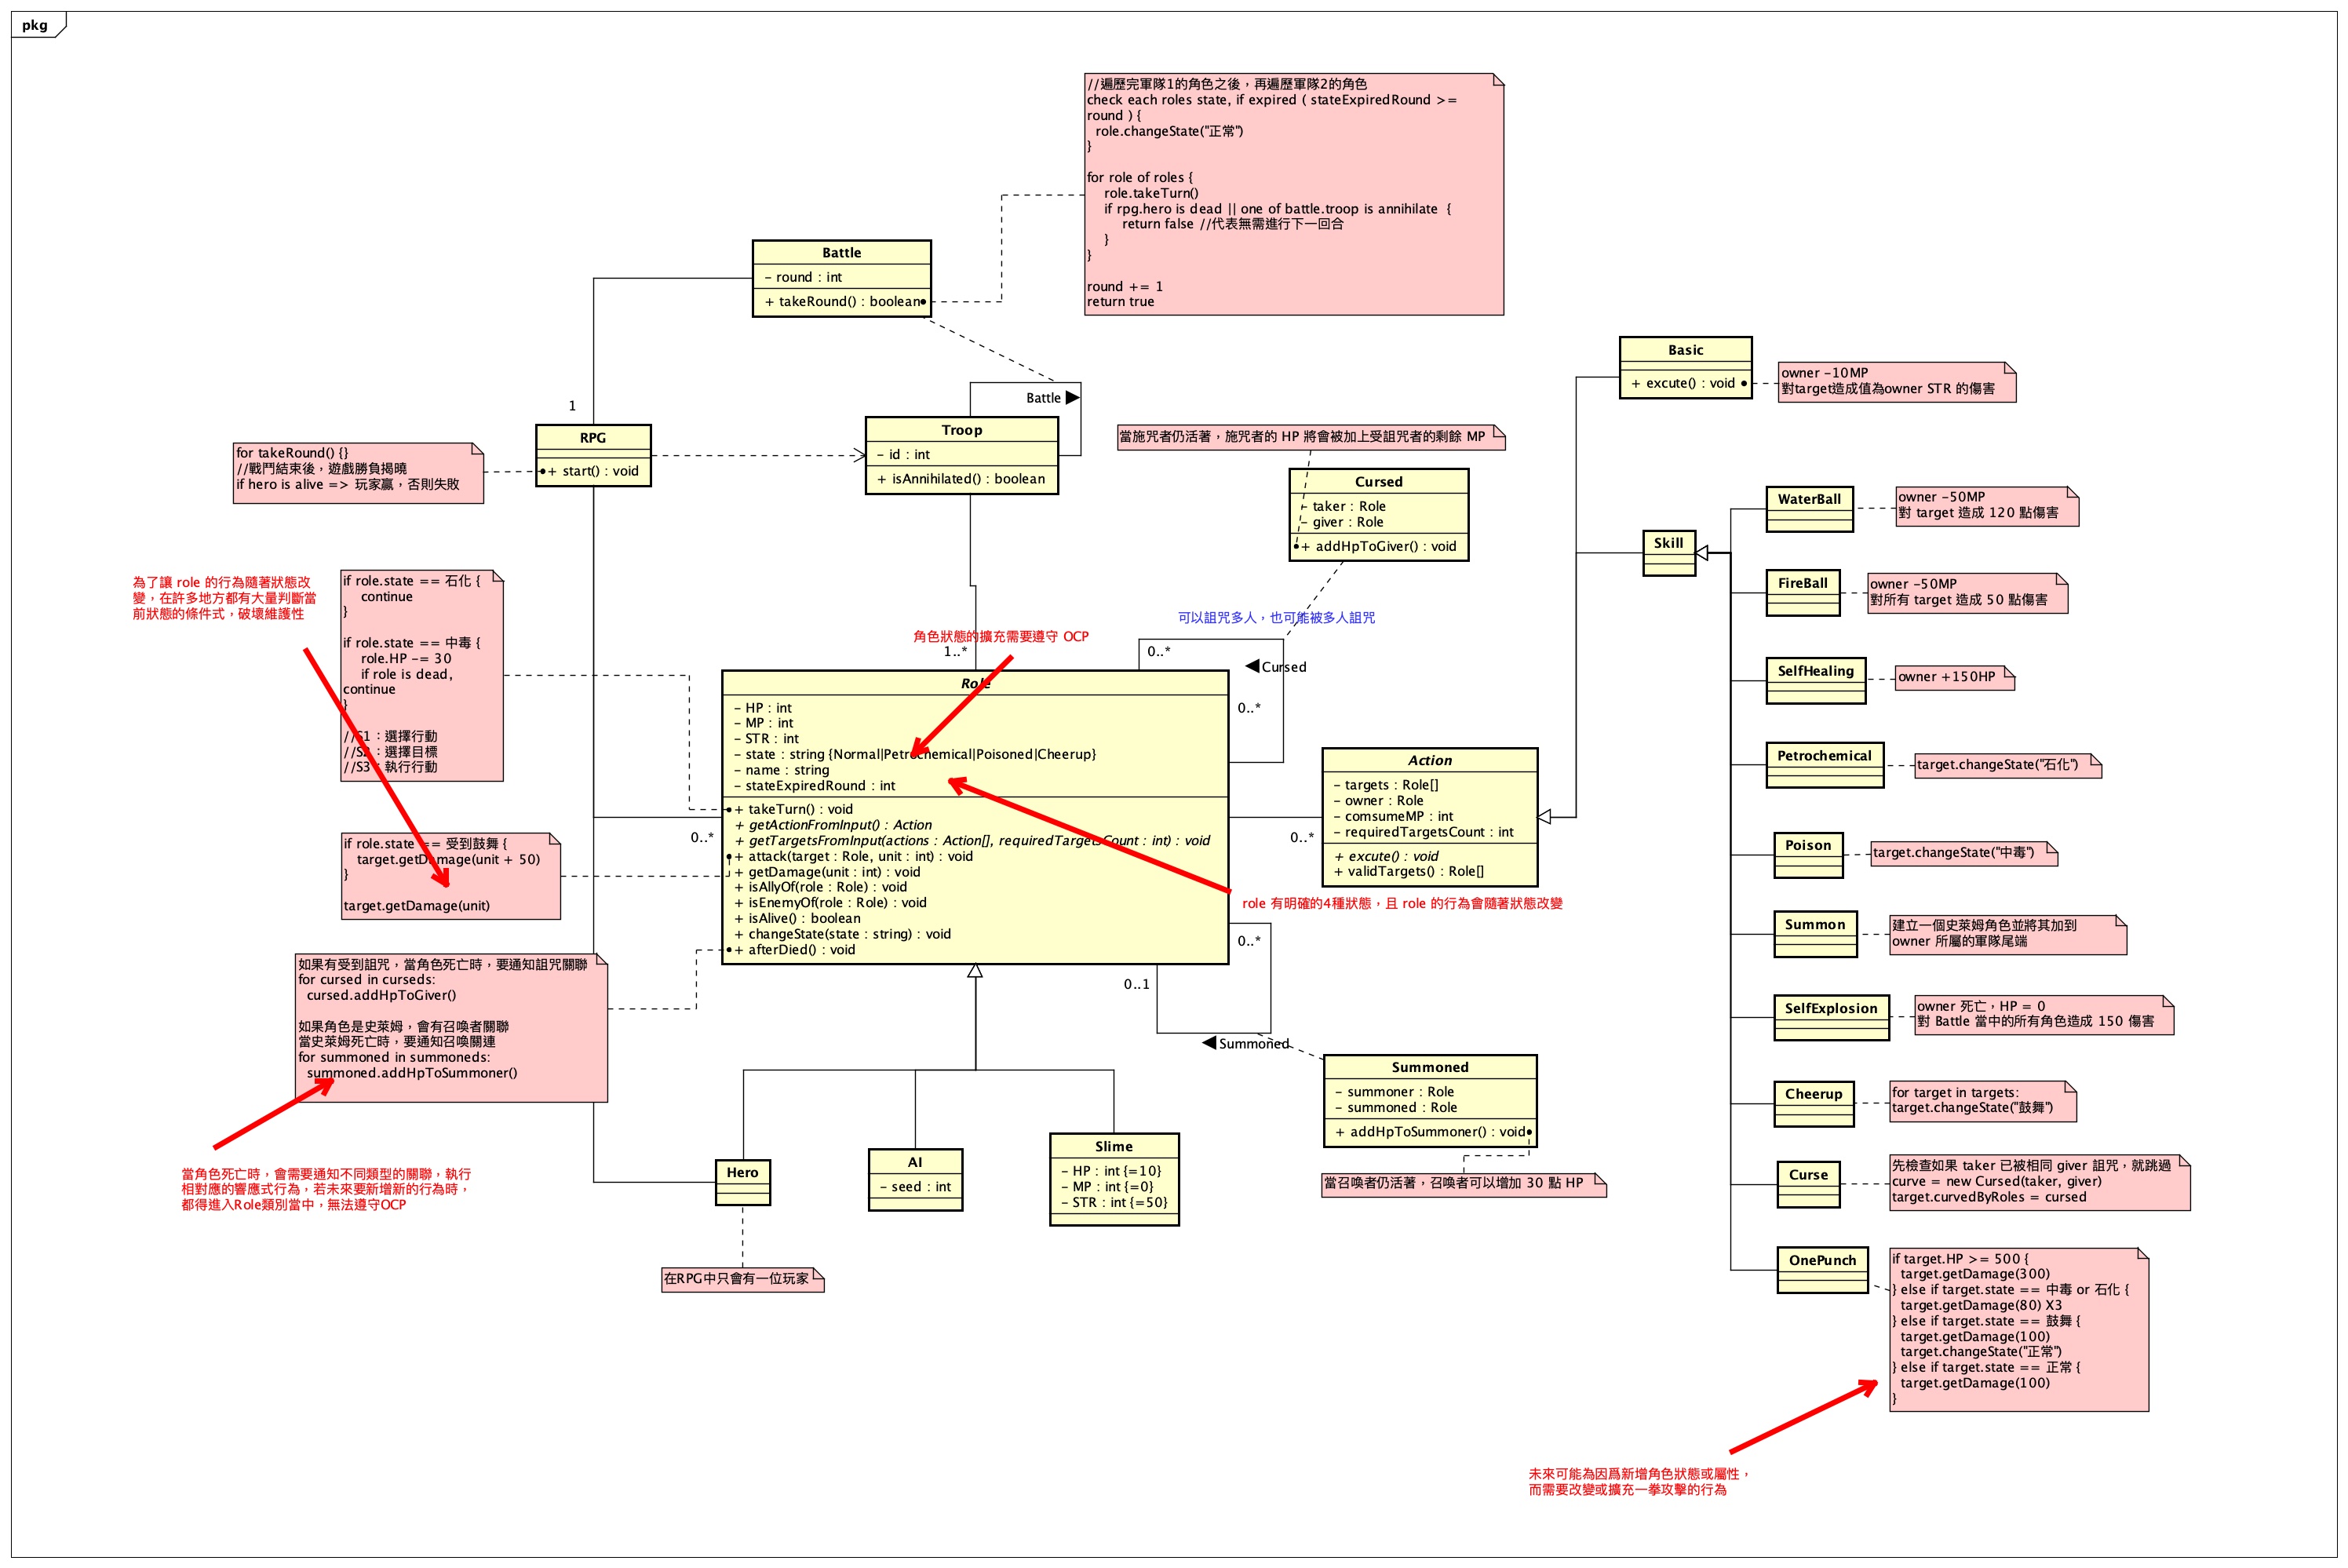 pkg
//遍歷完軍隊1的角色之後，再遍歷軍隊2的角色
check each roles state, if expired ( stateExpiredRound >=
round ) {
role.changeState("正常")
}
for role of roles {
role.takeTurn()
if rpg.hero is dead || one of battle.troop is annihilate {
return false //代表無需進行下一回合
}
}
round += 1
return true
Battle
- round : int
+ takeRound() : boolean
Basic
+ excute() : void
owner -10MP
對target造成值為owner STR 的傷害
Battle
1
RPG
+ start() : void
for takeRound() {}
//戰鬥結束後，遊戲勝負揭曉
if hero is alive => 玩家贏，否則失敗
Troop
- id : int
+ isAnnihilated() : boolean
當施咒者仍活著，施咒者的 HP 將會被加上受詛咒者的剩餘 MP
Cursed
- taker : Role
- giver : Role
+ addHpToGiver() : void
Skill
WaterBall
owner -50MP
對 target 造成 120 點傷害
FireBall
owner -50MP
對所有 target 造成 50 點傷害
為了讓 role 的行為隨著狀態改
變，在許多地方都有大量判斷當
前狀態的條件式，破壞維護性
if role.state == 石化 {
continue
}
if role.state == 中毒 {
role.HP -= 30
if role is dead,
continue
}
//S1：選擇行動
//S2：選擇目標
//S3：執行行動
可以詛咒多人，也可能被多人詛咒
角色狀態的擴充需要遵守 OCP
1..*
0..*
Cursed
0..*
SelfHealing
owner +150HP
Role
- HP : int
- MP : int
- STR : int
- state : string {Normal|Petrochemical|Poisoned|Cheerup}
- name : string
- stateExpiredRound : int
+ takeTurn() : void
+ getActionFromInput() : Action
+ getTargetsFromInput(actions : Action[], requiredTargetsCount : int) : void
+ attack(target : Role, unit : int) : void
+ getDamage(unit : int) : void
+ isAllyOf(role : Role) : void
+ isEnemyOf(role : Role) : void
+ isAlive() : boolean
+ changeState(state : string) : void
+ afterDied() : void
0..*
0..*
Action
- targets : Role[]
- owner : Role
- comsumeMP : int
- requiredTargetsCount : int
+ excute() : void
+ validTargets() : Role[]
Petrochemical
target.changeState("石化")
Poison
target.changeState("中毒")
if role.state == 受到鼓舞 {
target.getDamage(unit + 50)
}
target.getDamage(unit)
role 有明確的4種狀態，且 role 的行為會隨著狀態改變
Summon
建立一個史萊姆角色並將其加到
owner 所屬的軍隊尾端
0..*
0..1
Summoned
如果有受到詛咒，當角色死亡時，要通知詛咒關聯
for cursed in curseds:
cursed.addHpToGiver()
如果角色是史萊姆，會有召喚者關聯
當史萊姆死亡時，要通知召喚關連
for summoned in summoneds:
summoned.addHpToSummoner()
SelfExplosion
owner 死亡，HP = 0
對 Battle 當中的所有角色造成 150 傷害
Summoned
- summoner : Role
- summoned : Role
+ addHpToSummoner() : void
當召喚者仍活著，召喚者可以增加 30 點 HP
Cheerup
for target in targets:
target.changeState("鼓舞")
當角色死亡時，會需要通知不同類型的關聯，執行
相對應的響應式行為，若未來要新增新的行為時，
都得進入Role類別當中，無法遵守OCP
Hero
AI
- seed : int
Slime
- HP : int {=10}
- MP : int {=0}
- STR : int {=50}
在RPG中只會有一位玩家
Curse
先檢查如果 taker 已被相同 giver 詛咒，就跳過
curve = new Cursed(taker, giver)
target.curvedByRoles = cursed
OnePunch
if target.HP >= 500 {
target.getDamage(300)
} else if target.state == 中毒 or 石化 {
target.getDamage(80) X3
} else if target.state == 鼓舞 {
target.getDamage(100)
target.changeState("正常")
} else if target.state == 正常 {
target.getDamage(100)
}
未來可能為因爲新增角色狀態或屬性，
而需要改變或擴充一拳攻擊的行為